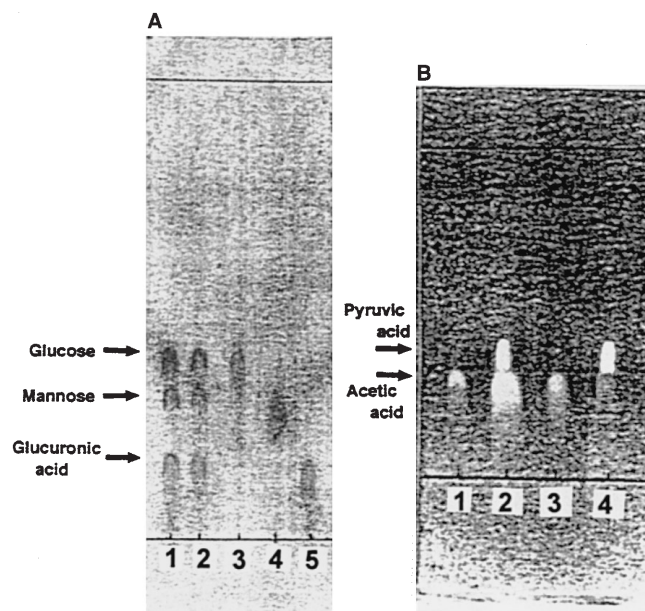 A
B
Glucose
Mannose
Glucuronic
acid
1 2 3 4 5
Pyruvic
acid
Acetic
acid
1 2 3 4